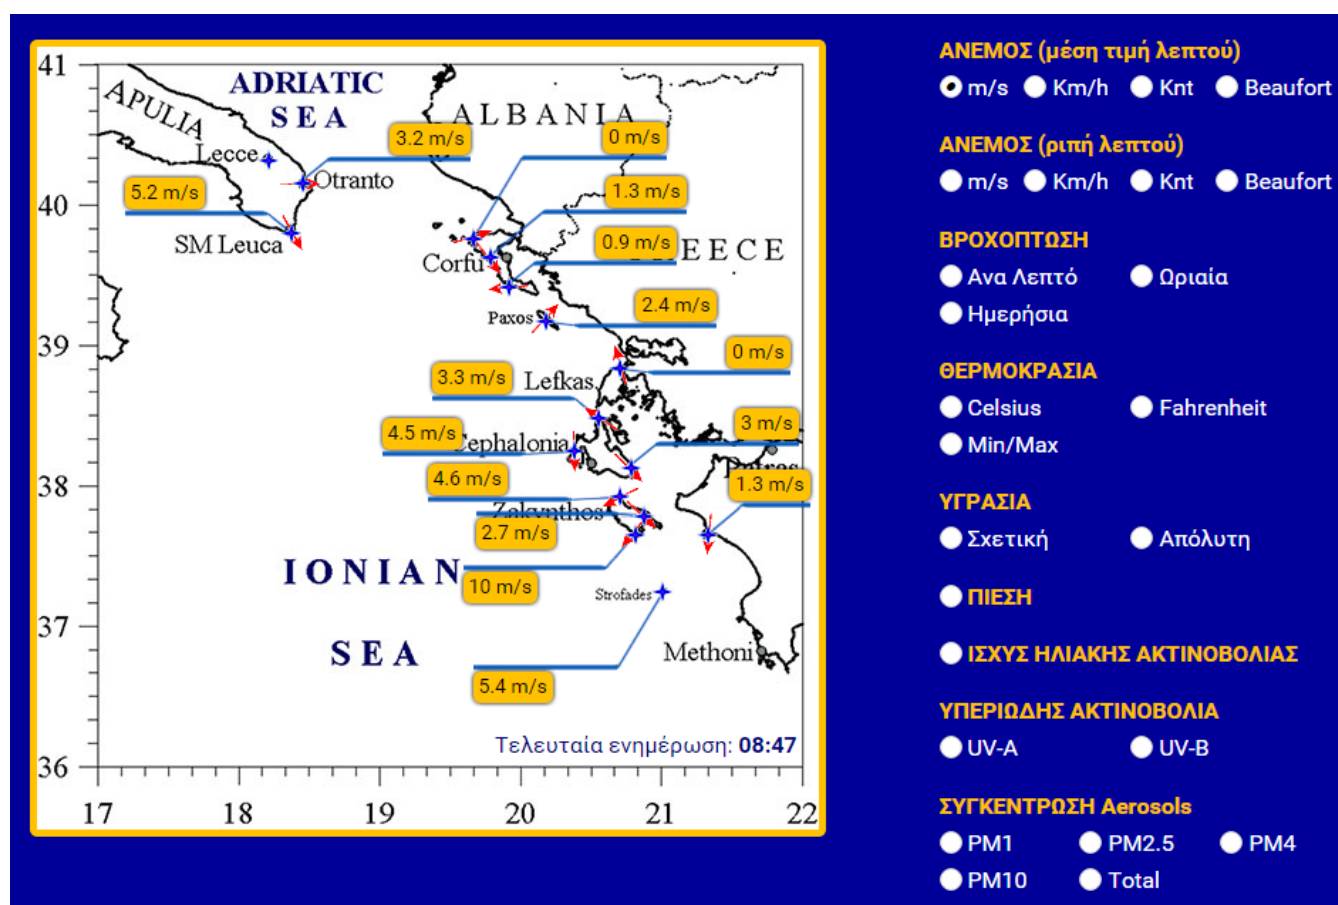 41
ADRIATIC
SEA
APULIA
ALBANIA
3.2 m/s
0 m/s
Lecce
Otranto
5.2 m/s
1.3 m/s
40
SM Leuca
0.9 m/s
Corfu
2.4 m/s
Paxos
39
0 m/s
3.3 m/s
Lefkas
3 m/s
4.5 m/s
38
4.6 m/s
1.3 m/s
Zakynthos
2.7 m/s
IONIAN
10 m/s
Strofades
37
SEA
Methoni
5.4 m/s
Τελευταία ενημέρωση: 08:47
36
17 18 19 20 21 22
ΑΝΕΜΟΣ (μέση τιμή λεπτού)
m/s Km/h Knt Beaufort
ΑΝΕΜΟΣ (ριπή λεπτού)
m/s Km/h Knt Beaufort
ΒΡΟΧΟΠΤΩΣΗ
Ανα Λεπτό Ωριαία
Ημερήσια
ΘΕΡΜΟΚΡΑΣΙΑ
Celsius Fahrenheit
Min/Max
ΥΓΡΑΣΙΑ
Σχετική Απόλυτη
ΠΙΕΣΗ
ΙΣΧΥΣ ΗΛΙΑΚΗΣ ΑΚΤΙΝΟΒΟΛΙΑΣ
ΥΠΕΡΙΩΔΗΣ ΑΚΤΙΝΟΒΟΛΙΑ
UV-A UV-B
ΣΥΓΚΕΝΤΡΩΣΗ Aerosols
PM1 PM2.5 PM4
PM10 Total